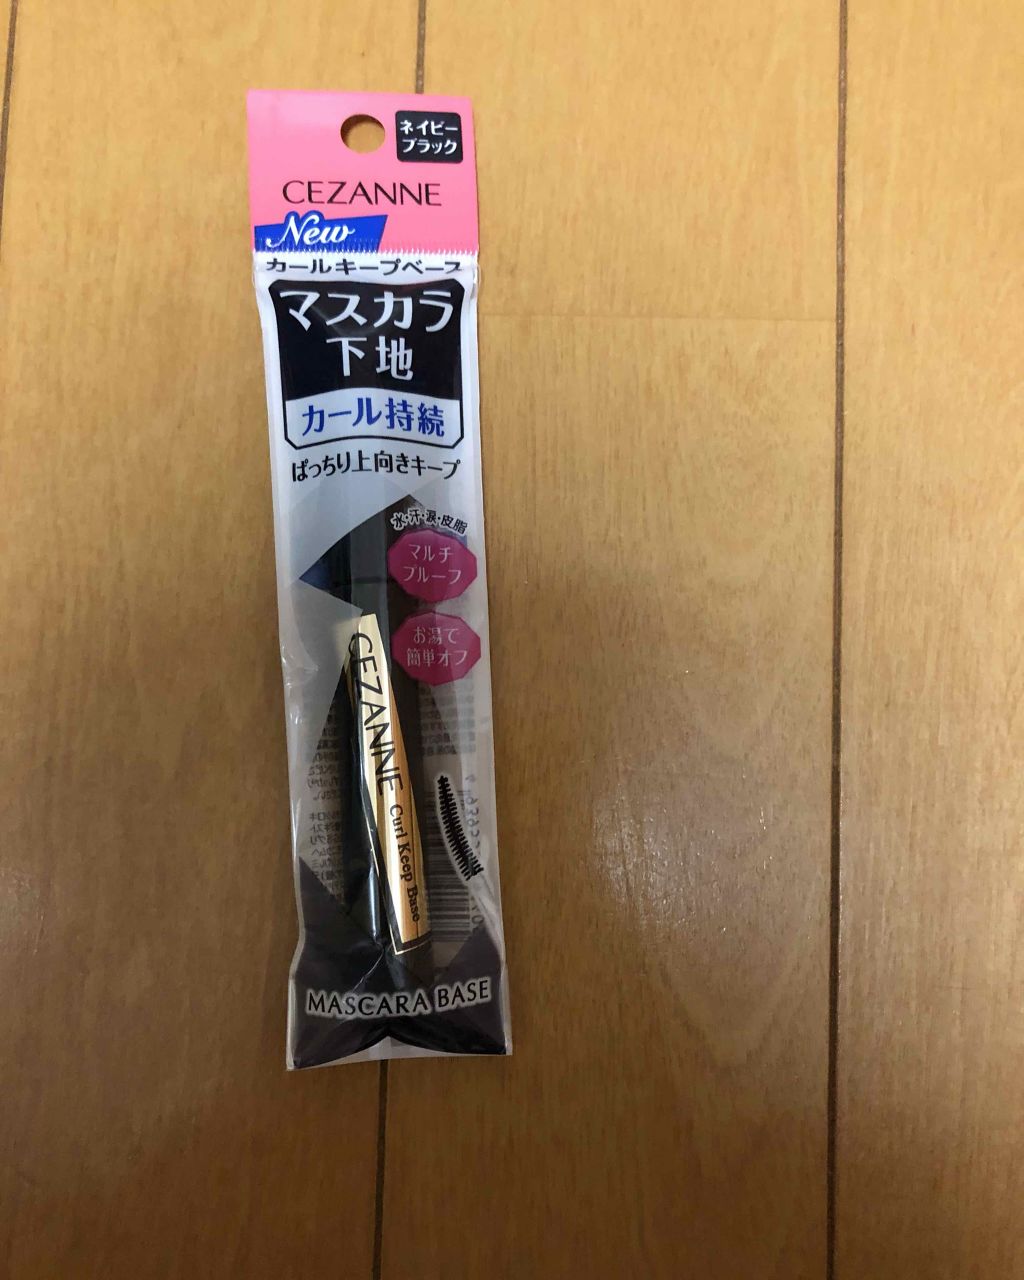 ネイビー
ブラック
CEZANNE
New
カールキープベース
マスカラ
下地
カール持続
ぱっちり上向きキープ
水・汗・涙・皮脂
マルチ
プルーフ
お湯で
簡単オフ
CEZANNE Curl Keep Base
MASCARA BASE